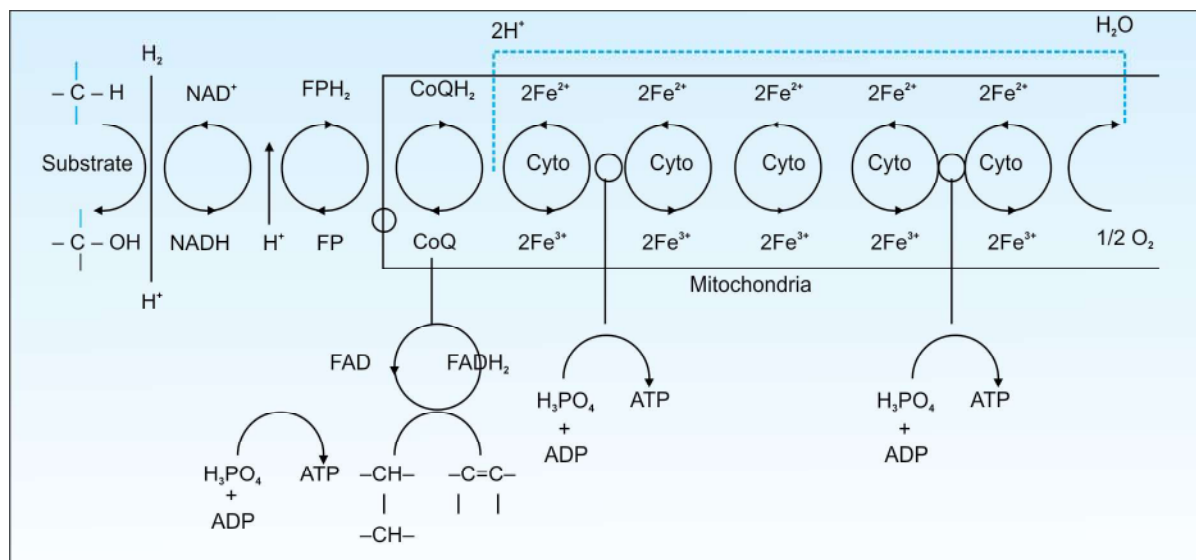 2H⁺ H₂O
H₂
– C – H NAD⁺ FPH₂ CoQH₂ 2Fe²⁺ 2Fe²⁺ 2Fe²⁺ 2Fe²⁺ 2Fe²⁺
Substrate Cyto Cyto Cyto Cyto Cyto
–C– OH NADH H⁺ FP CoQ 2Fe³⁺ 2Fe³⁺ 2Fe³⁺ 2Fe³⁺ 2Fe³⁺ 1/2 O₂
H⁺ Mitochondria
FAD FADH₂
H₃PO₄ ATP H₃PO₄ ATP
+ +
ADP ADP
H₃PO₄ ATP –CH– –C=C–
+
ADP –CH–